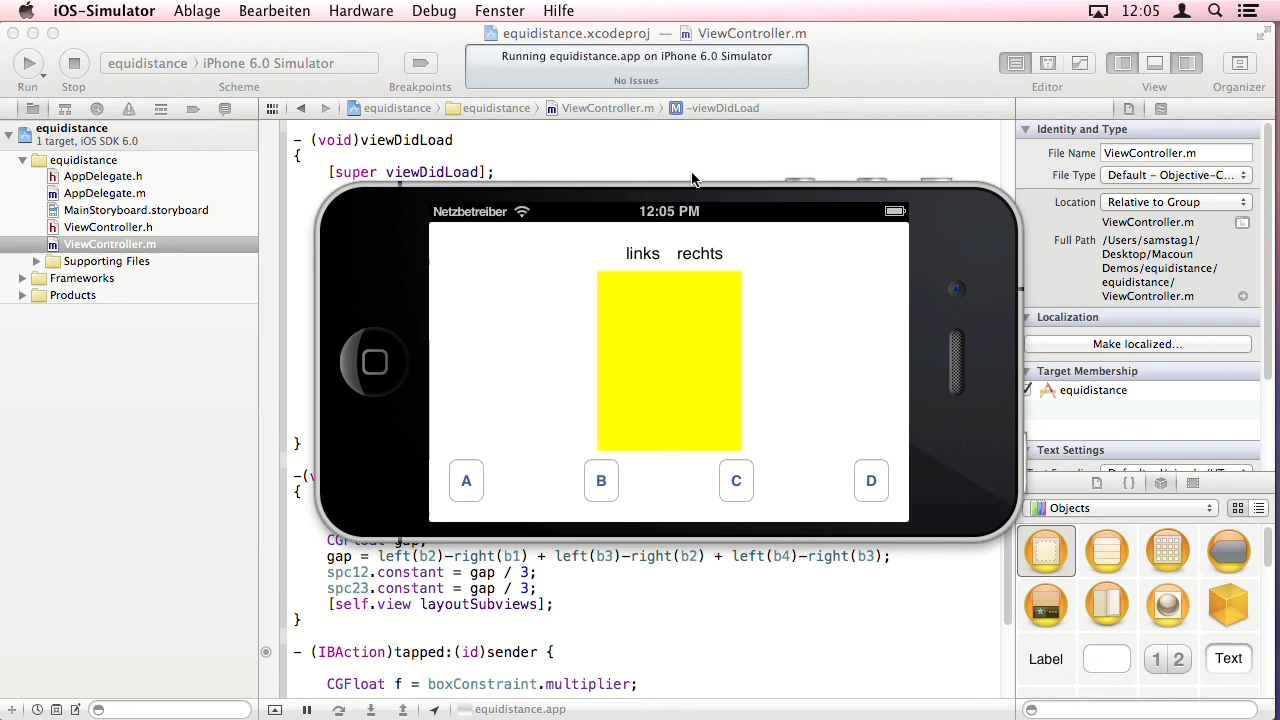 iOS-Simulator Ablage Bearbeiten Hardware Debug Fenster Hilfe 12:05
equidistance.xcodeproj — ViewController.m
equidistance iPhone 6.0 Simulator
Running equidistance.app on iPhone 6.0 Simulator
No Issues
Run Stop Scheme Breakpoints Editor View Organizer
equidistance equidistance ViewController.m M -viewDidLoad
equidistance
1 target, iOS SDK 6.0
equidistance
h AppDelegate.h
m AppDelegate.m
MainStoryboard.storyboard
h ViewController.h
m ViewController.m
Supporting Files
Frameworks
Products
- (void)viewDidLoad
{
[super viewDidLoad];
Netzbetreiber 12:05 PM
links rechts
A B C D
}
{
CGFloat gap;
gap = left(b2)-right(b1) + left(b3)-right(b2) + left(b4)-right(b3);
spc12.constant = gap / 3;
spc23.constant = gap / 3;
[self.view layoutSubviews];
}
- (IBAction)tapped:(id)sender {
CGFloat f = boxConstraint.multiplier;
equidistance.app
Identity and Type
File Name ViewController.m
File Type Default - Objective-C...
Location Relative to Group
ViewController.m
Full Path /Users/samstag1/
Desktop/Macoun
Demos/equidistance/
equidistance/
ViewController.m
Localization
Make localized...
Target Membership
equidistance
Text Settings
Objects
Label 1 2 Text